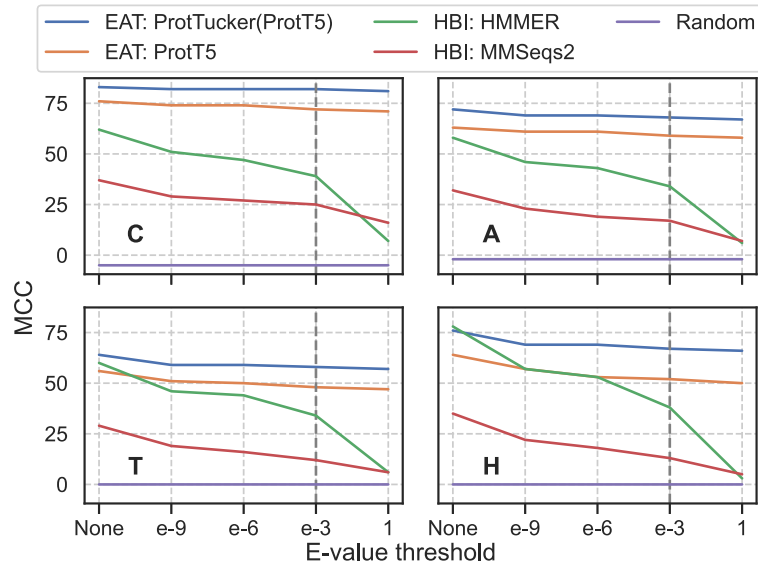 EAT: ProtTucker(ProtT5)
HBI: HMMER
Random
EAT: ProtT5
HBI: MMSeqs2
75
50
25
0
C
A
MCC
75
50
25
0
T
H
None e-9 e-6 e-3 1
None e-9 e-6 e-3 1
E-value threshold